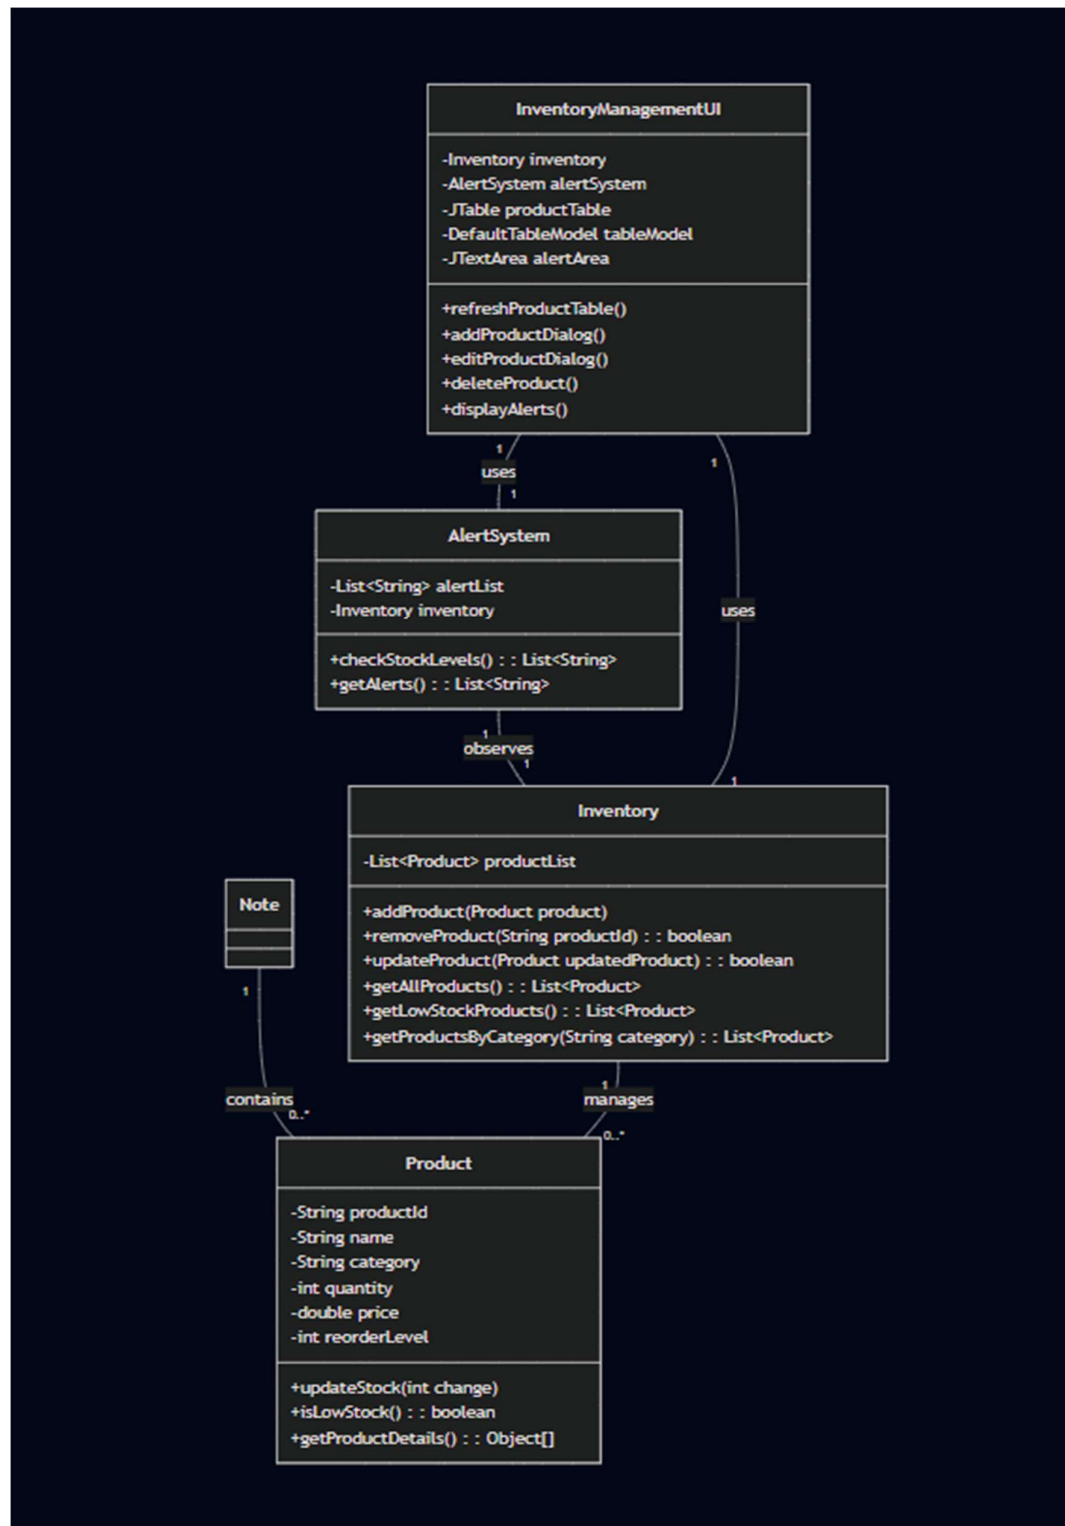 InventoryManagementUI
-Inventory inventory
-AlertSystem alertSystem
-JTable productTable
-DefaultTableModel tableModel
-JTextArea alertArea
+refreshProductTable()
+addProductDialog()
+editProductDialog()
+deleteProduct()
+displayAlerts()
1
1
uses
1
AlertSystem
-List<String> alertList
-Inventory inventory
+checkStockLevels() : : List<String>
+getAlerts() : : List<String>
uses
1
observes
1
1
Inventory
-List<Product> productList
+addProduct(Product product)
+removeProduct(String productId) : : boolean
+updateProduct(Product updatedProduct) : : boolean
+getAllProducts() : : List<Product>
+getLowStockProducts() : : List<Product>
+getProductsByCategory(String category) : : List<Product>
Note
1
contains
0..*
1
manages
0..*
Product
-String productId
-String name
-String category
-int quantity
-double price
-int reorderLevel
+updateStock(int change)
+isLowStock() : : boolean
+getProductDetails() : : Object[]